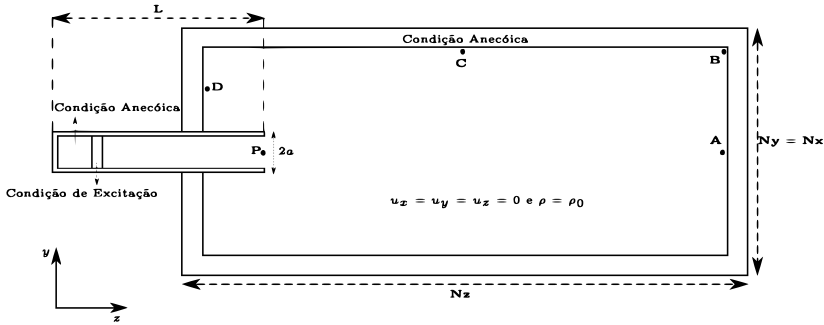 L
Condição Anecóica
C
B
D
Condição Anecóica
A
Ny = Nx
P
2a
Condição de Excitação
u_x = u_y = u_z = 0 e ρ = ρ_0
y
z
Nz